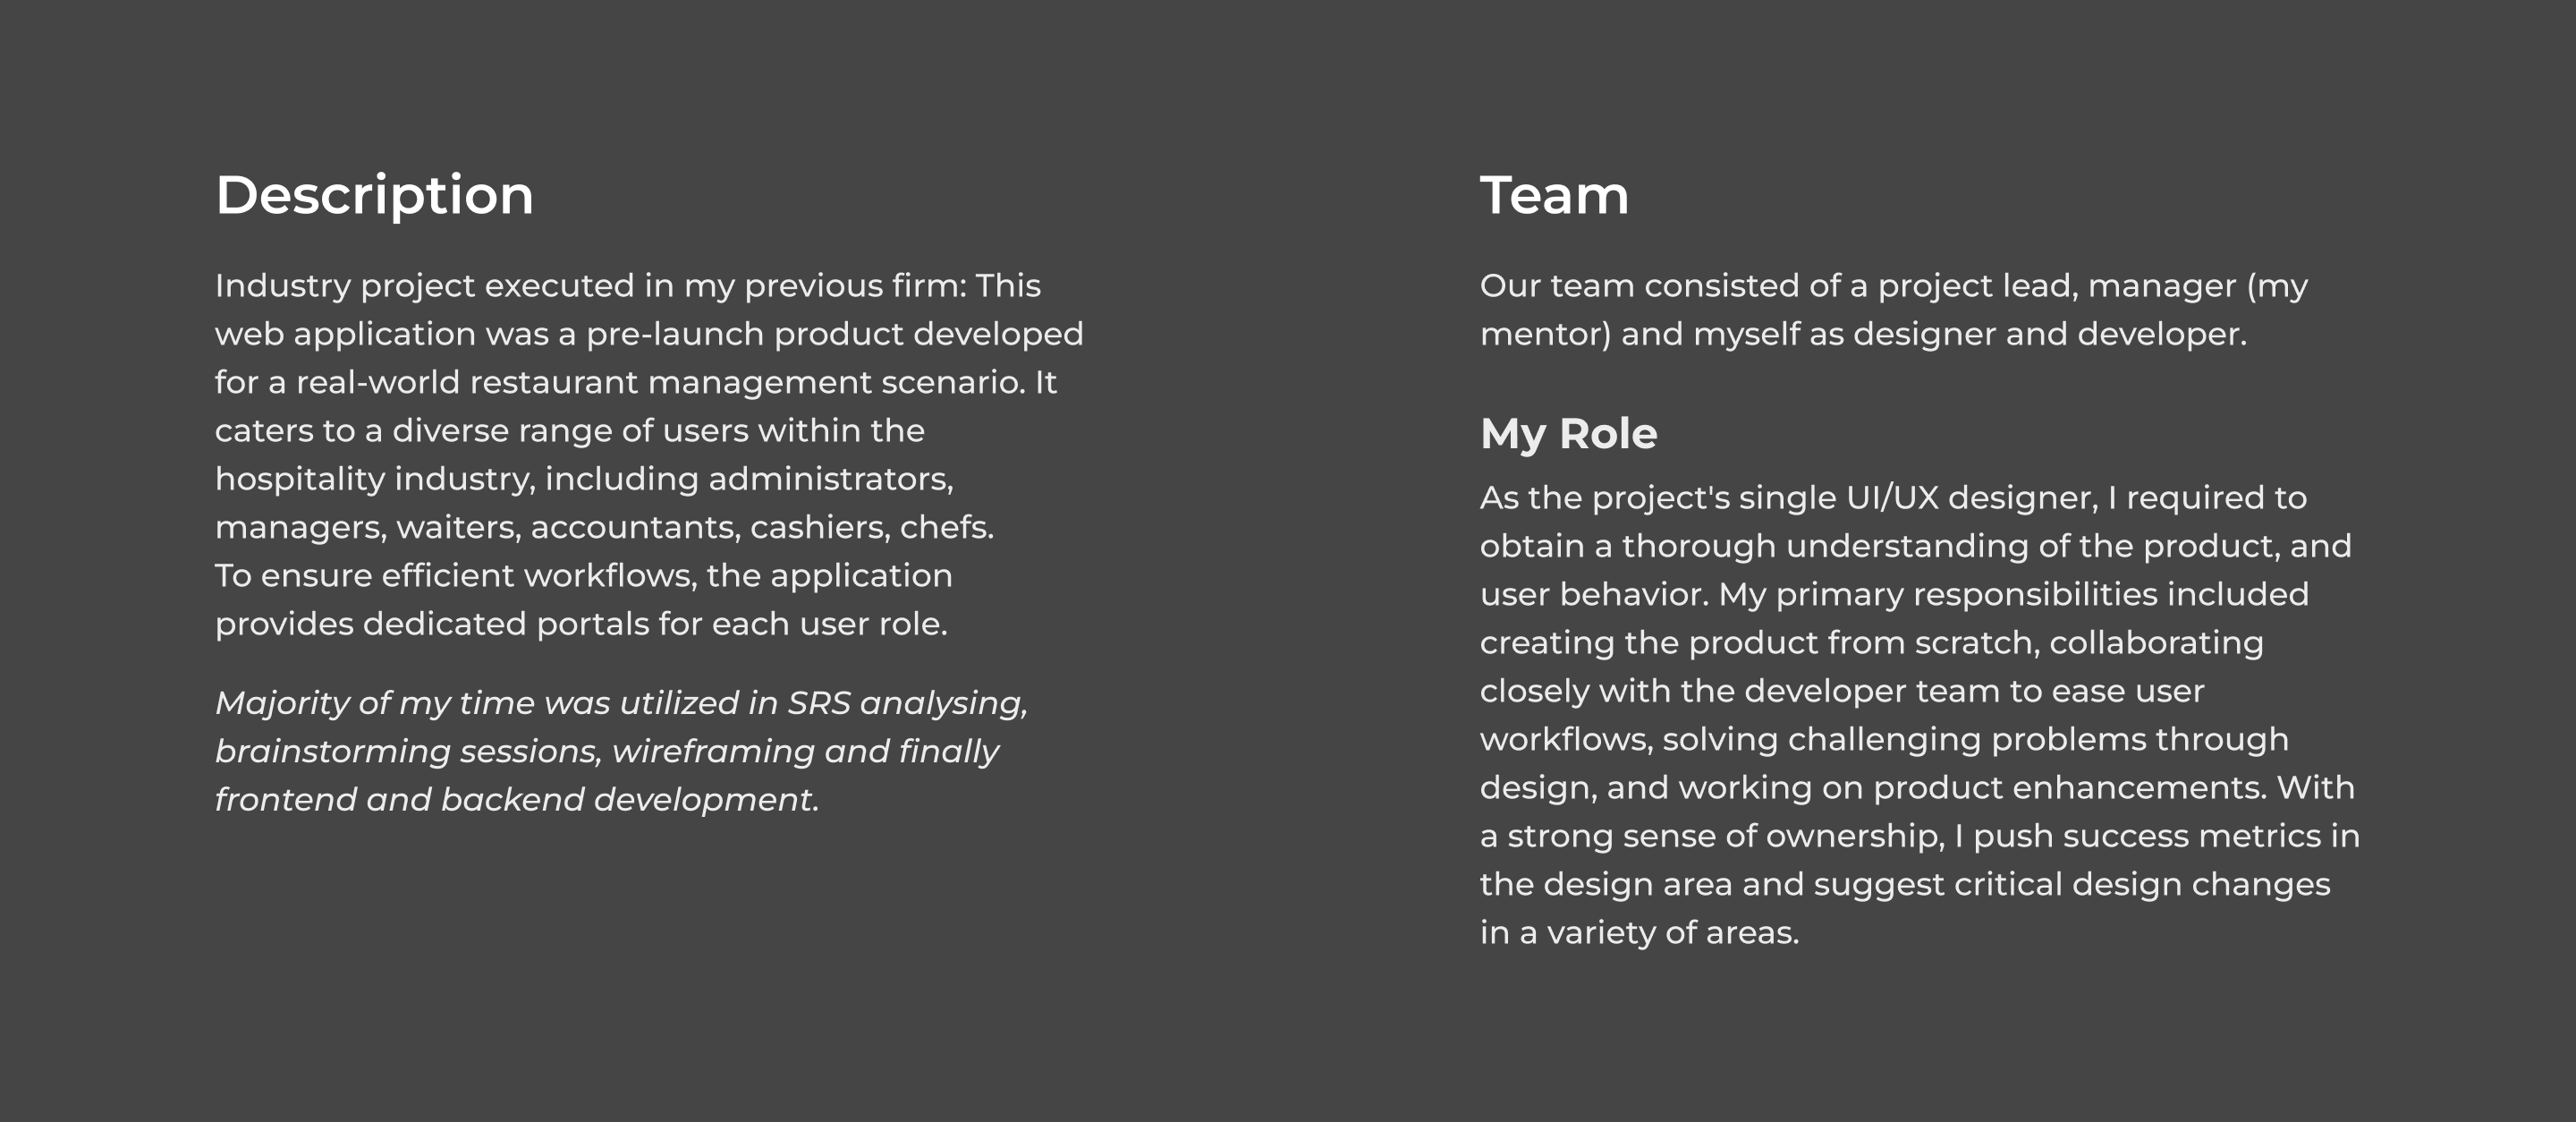 Description
Industry project executed in my previous firm: This
web application was a pre-launch product developed
for a real-world restaurant management scenario. It
caters to a diverse range of users within the
hospitality industry, including administrators,
managers, waiters, accountants, cashiers, chefs.
To ensure efficient workflows, the application
provides dedicated portals for each user role.
Majority of my time was utilized in SRS analysing,
brainstorming sessions, wireframing and finally
frontend and backend development.
Team
Our team consisted of a project lead, manager (my
mentor) and myself as designer and developer.
My Role
As the project's single UI/UX designer, I required to
obtain a thorough understanding of the product, and
user behavior. My primary responsibilities included
creating the product from scratch, collaborating
closely with the developer team to ease user
workflows, solving challenging problems through
design, and working on product enhancements. With
a strong sense of ownership, I push success metrics in
the design area and suggest critical design changes
in a variety of areas.